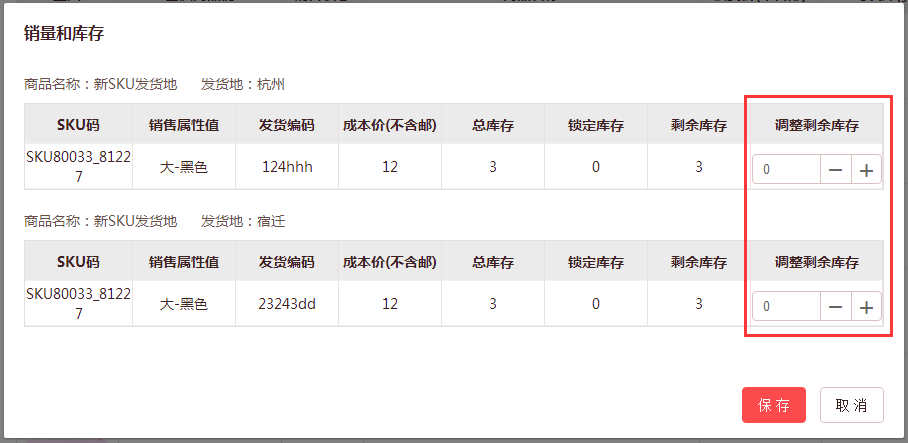 销量和库存
商品名称：新SKU发货地 发货地：杭州
SKU码 销售属性值 发货编码 成本价(不含邮) 总库存 锁定库存 剩余库存 调整剩余库存
SKU80033_8122
7 大-黑色 124hhh 12 3 0 3 0 — +
商品名称：新SKU发货地 发货地：宿迁
SKU码 销售属性值 发货编码 成本价(不含邮) 总库存 锁定库存 剩余库存 调整剩余库存
SKU80033_8122
7 大-黑色 23243dd 12 3 0 3 0 — +
保存 取消